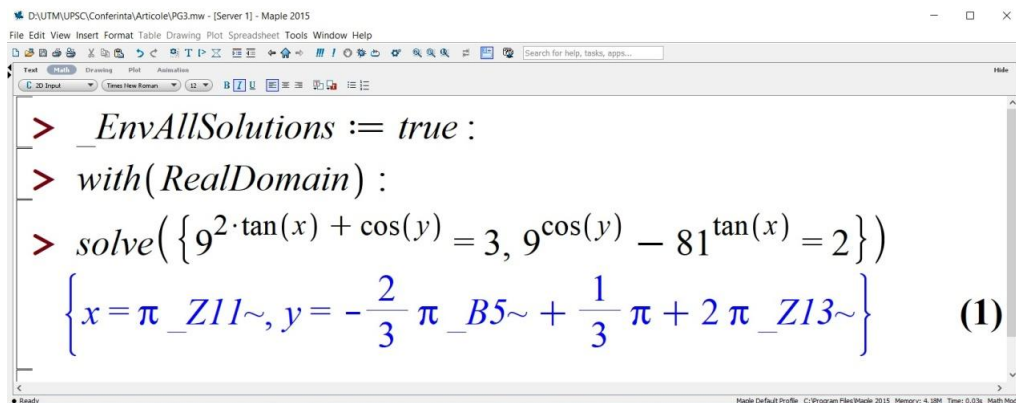 D:\UTM\UPSC\Conferinta\Articole\PG3.mw - [Server 1] - Maple 2015
File Edit View Insert Format Table Drawing Plot Spreadsheet Tools Window Help
Search for help, tasks, apps...
Text Math Drawing Plot Animation Hide
C 2D Input Times New Roman 12 B I U
> _EnvAllSolutions := true :
> with(RealDomain) :
> solve({9^{2·tan(x) + cos(y)} = 3, 9^{cos(y)} − 81^{tan(x)} = 2})
{x = π _Z11~, y = −2/3 π _B5~ + 1/3 π + 2 π _Z13~} (1)
Ready Maple Default Profile C:\Program Files\Maple 2015 Memory: 4.18M Time: 0.03s Math Mod